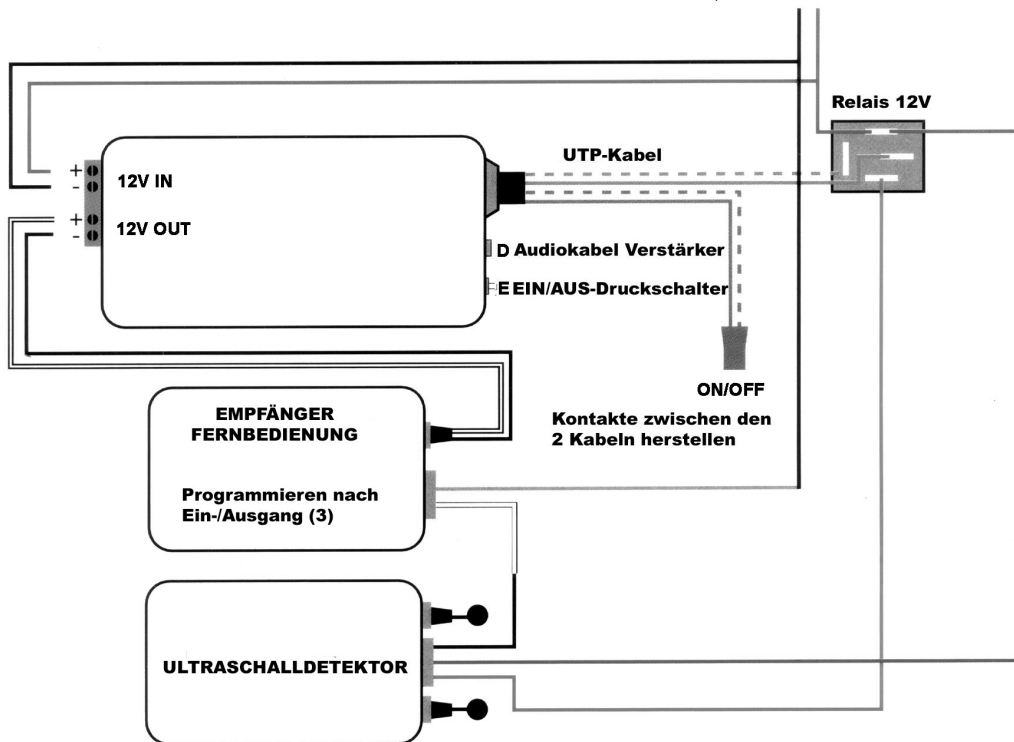 Relais 12V
UTP-Kabel
+
12V IN
-
+
12V OUT
-
D Audiokabel Verstärker
E EIN/AUS-Druckschalter
ON/OFF
Kontakte zwischen den
2 Kabeln herstellen
EMPFÄNGER
FERNBEDIENUNG
Programmieren nach
Ein-/Ausgang (3)
ULTRASCHALLDETEKTOR